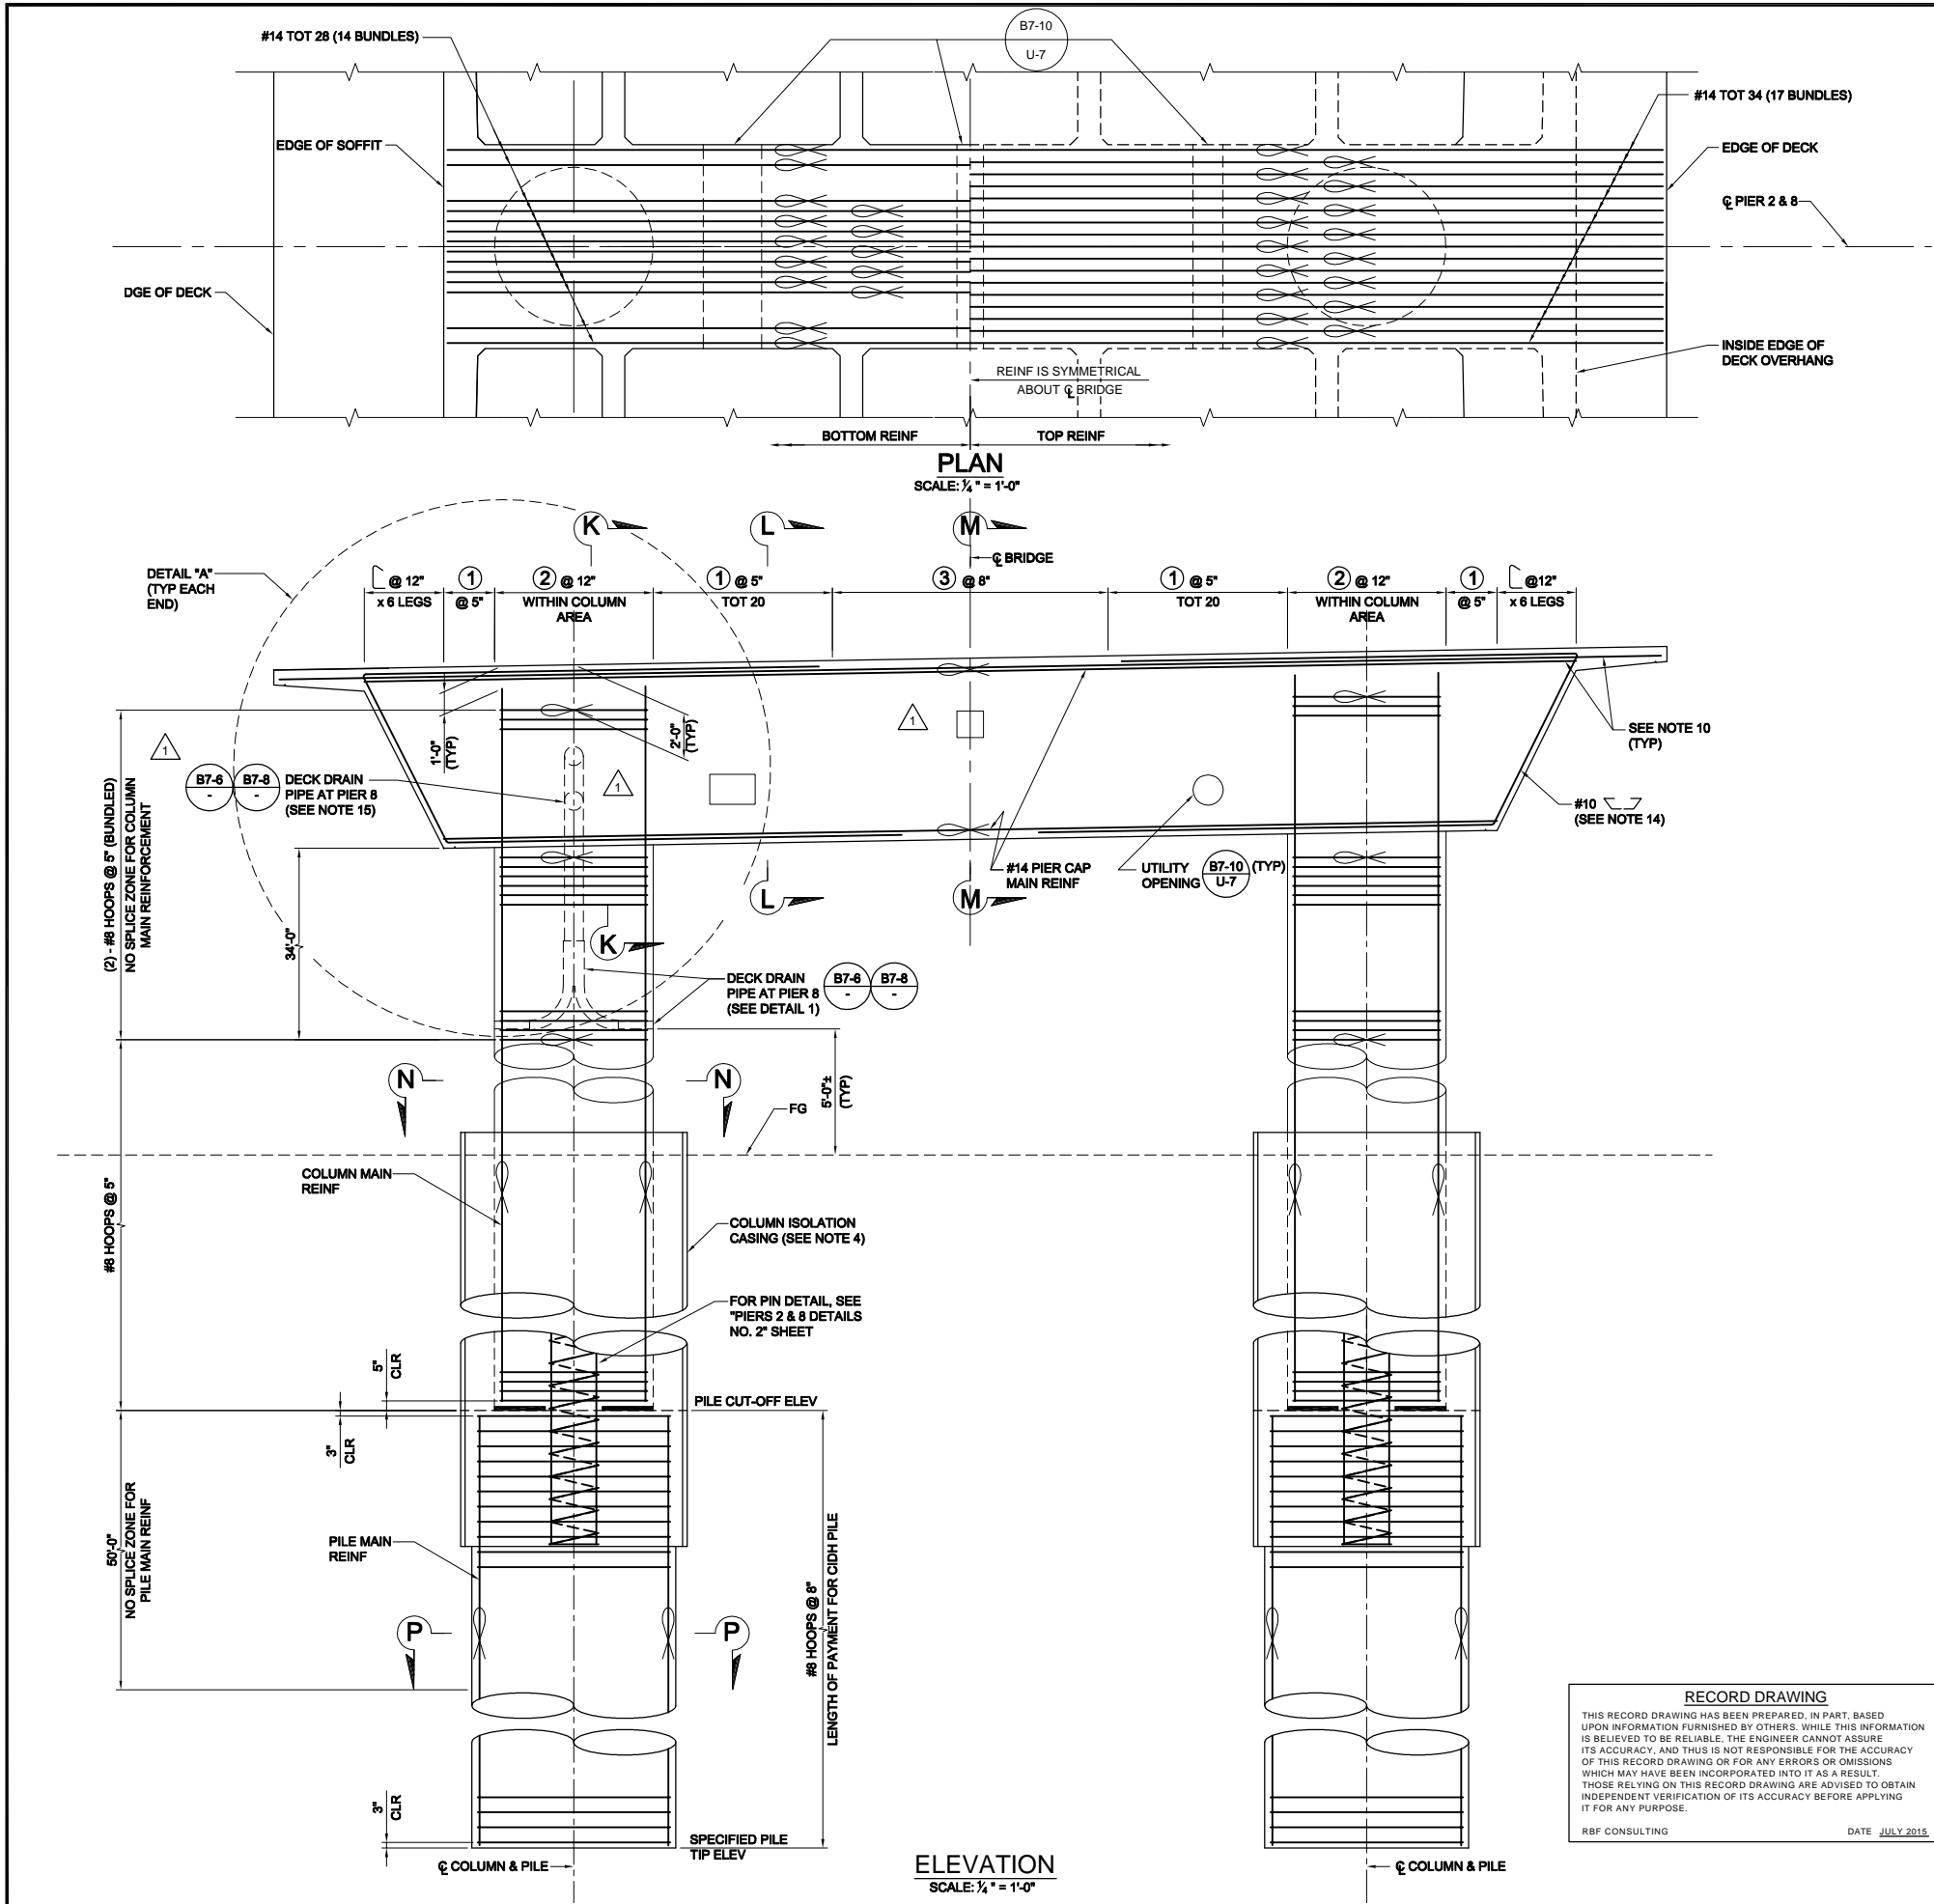 #14 TOT 28 (14 BUNDLES)
B7-10
U-7
#14 TOT 34 (17 BUNDLES)
EDGE OF SOFFIT
EDGE OF DECK
℄ PIER 2 & 8
DGE OF DECK
INSIDE EDGE OF
DECK OVERHANG
REINF IS SYMMETRICAL
ABOUT ℄ BRIDGE
BOTTOM REINF
TOP REINF
PLAN
SCALE: 1/4 " = 1'-0"
K
L
M
℄ BRIDGE
DETAIL "A"
(TYP EACH
END)
@ 12"
x 6 LEGS
1
@ 5"
2 @ 12"
WITHIN COLUMN
AREA
1 @ 5"
TOT 20
3 @ 8"
1 @ 5"
TOT 20
2 @ 12"
WITHIN COLUMN
AREA
1
@ 5"
@12"
x 6 LEGS
1'-0"
(TYP)
2'-0"
(TYP)
1
1
1
SEE NOTE 10
(TYP)
B7-6
-
B7-8
-
DECK DRAIN
PIPE AT PIER 8
(SEE NOTE 15)
#10
(SEE NOTE 14)
(2) - #8 HOOPS @ 5" (BUNDLED)
NO SPLICE ZONE FOR COLUMN
MAIN REINFORCEMENT
34'-0"
#14 PIER CAP
MAIN REINF
UTILITY
OPENING
B7-10
U-7
(TYP)
L
M
K
DECK DRAIN
PIPE AT PIER 8
(SEE DETAIL 1)
B7-6
-
B7-8
-
N
N
5'-0"±
(TYP)
FG
COLUMN MAIN
REINF
#8 HOOPS @ 5"
COLUMN ISOLATION
CASING (SEE NOTE 4)
FOR PIN DETAIL, SEE
"PIERS 2 & 8 DETAILS
NO. 2" SHEET
5"
CLR
PILE CUT-OFF ELEV
3"
CLR
50'-0"
NO SPLICE ZONE FOR
PILE MAIN REINF
PILE MAIN
REINF
#8 HOOPS @ 8"
LENGTH OF PAYMENT FOR CIDH PILE
P
P
3"
CLR
SPECIFIED PILE
TIP ELEV
℄ COLUMN & PILE
℄ COLUMN & PILE
ELEVATION
SCALE: 1/4 " = 1'-0"
RECORD DRAWING
THIS RECORD DRAWING HAS BEEN PREPARED, IN PART, BASED
UPON INFORMATION FURNISHED BY OTHERS. WHILE THIS INFORMATION
IS BELIEVED TO BE RELIABLE, THE ENGINEER CANNOT ASSURE
ITS ACCURACY, AND THUS IS NOT RESPONSIBLE FOR THE ACCURACY
OF THIS RECORD DRAWING OR FOR ANY ERRORS OR OMISSIONS
WHICH MAY HAVE BEEN INCORPORATED INTO IT AS A RESULT.
THOSE RELYING ON THIS RECORD DRAWING ARE ADVISED TO OBTAIN
INDEPENDENT VERIFICATION OF ITS ACCURACY BEFORE APPLYING
IT FOR ANY PURPOSE.
RBF CONSULTING
DATE JULY 2015